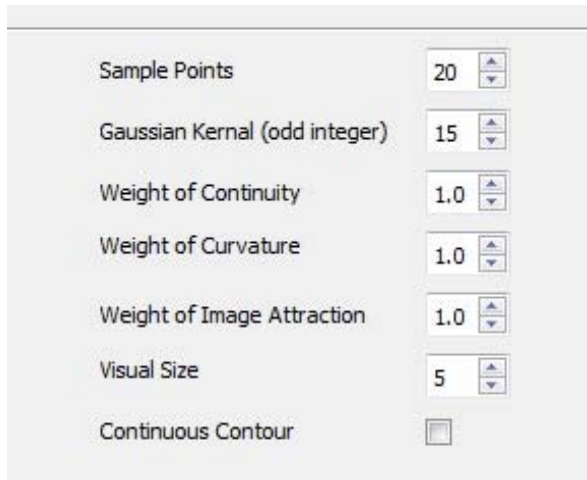 Sample Points 20
Gaussian Kernal (odd integer) 15
Weight of Continuity 1.0
Weight of Curvature 1.0
Weight of Image Attraction 1.0
Visual Size 5
Continuous Contour